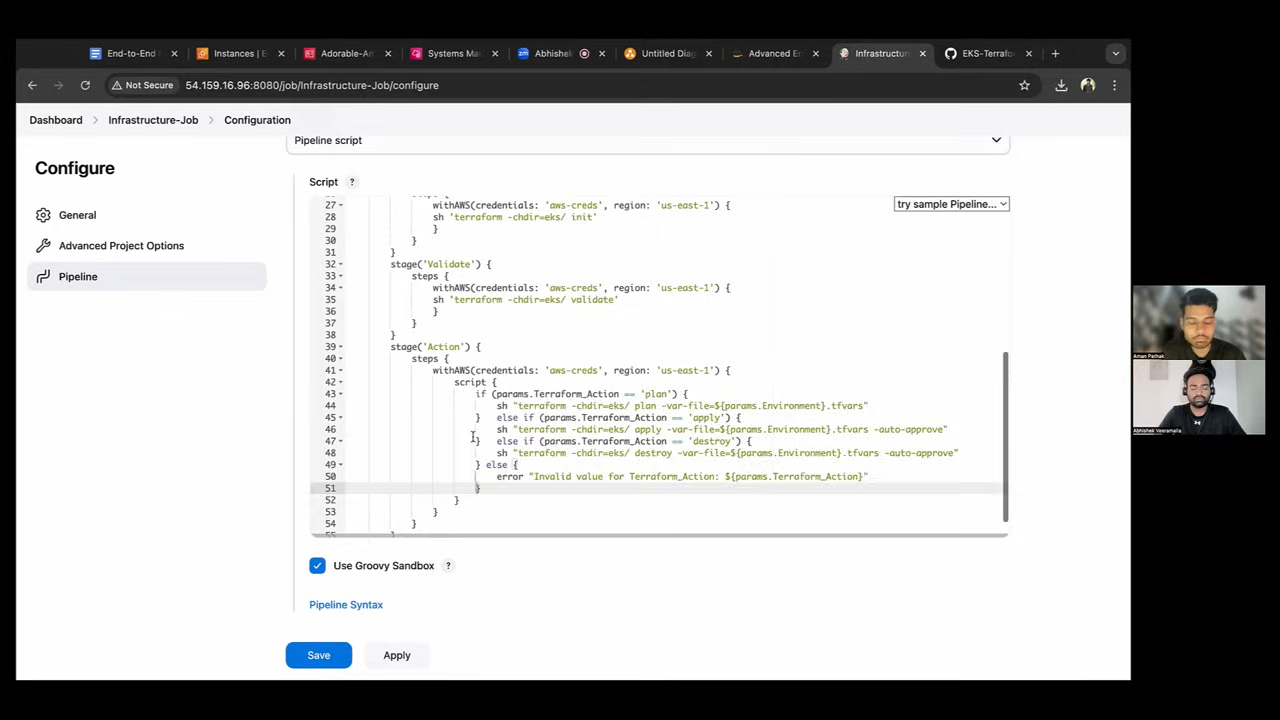 End-to-End
Instances | E
Adorable-An
Systems Ma
Abhishek
Untitled Diag
Advanced En
Infrastructur
EKS-Terrafo
Not Secure
54.159.16.96:8080/job/Infrastructure-Job/configure
Dashboard > Infrastructure-Job > Configuration
Configure
General
Advanced Project Options
Pipeline
Pipeline script
Script ?
try sample Pipeline...
27 withAWS(credentials: 'aws-creds', region: 'us-east-1') {
28 sh 'terraform -chdir=eks/ init'
29 }
30 }
31 }
32 stage('Validate') {
33 steps {
34 withAWS(credentials: 'aws-creds', region: 'us-east-1') {
35 sh 'terraform -chdir=eks/ validate'
36 }
37 }
38 }
39 stage('Action') {
40 steps {
41 withAWS(credentials: 'aws-creds', region: 'us-east-1') {
42 script {
43 if (params.Terraform_Action == 'plan') {
44 sh "terraform -chdir=eks/ plan -var-file=${params.Environment}.tfvars"
45 } else if (params.Terraform_Action == 'apply') {
46 sh "terraform -chdir=eks/ apply -var-file=${params.Environment}.tfvars -auto-approve"
47 } else if (params.Terraform_Action == 'destroy') {
48 sh "terraform -chdir=eks/ destroy -var-file=${params.Environment}.tfvars -auto-approve"
49 } else {
50 error "Invalid value for Terraform_Action: ${params.Terraform_Action}"
51 }
52 }
53 }
54 }
Use Groovy Sandbox ?
Pipeline Syntax
Save
Apply
Aman Pathak
Abhishek Veeramalla